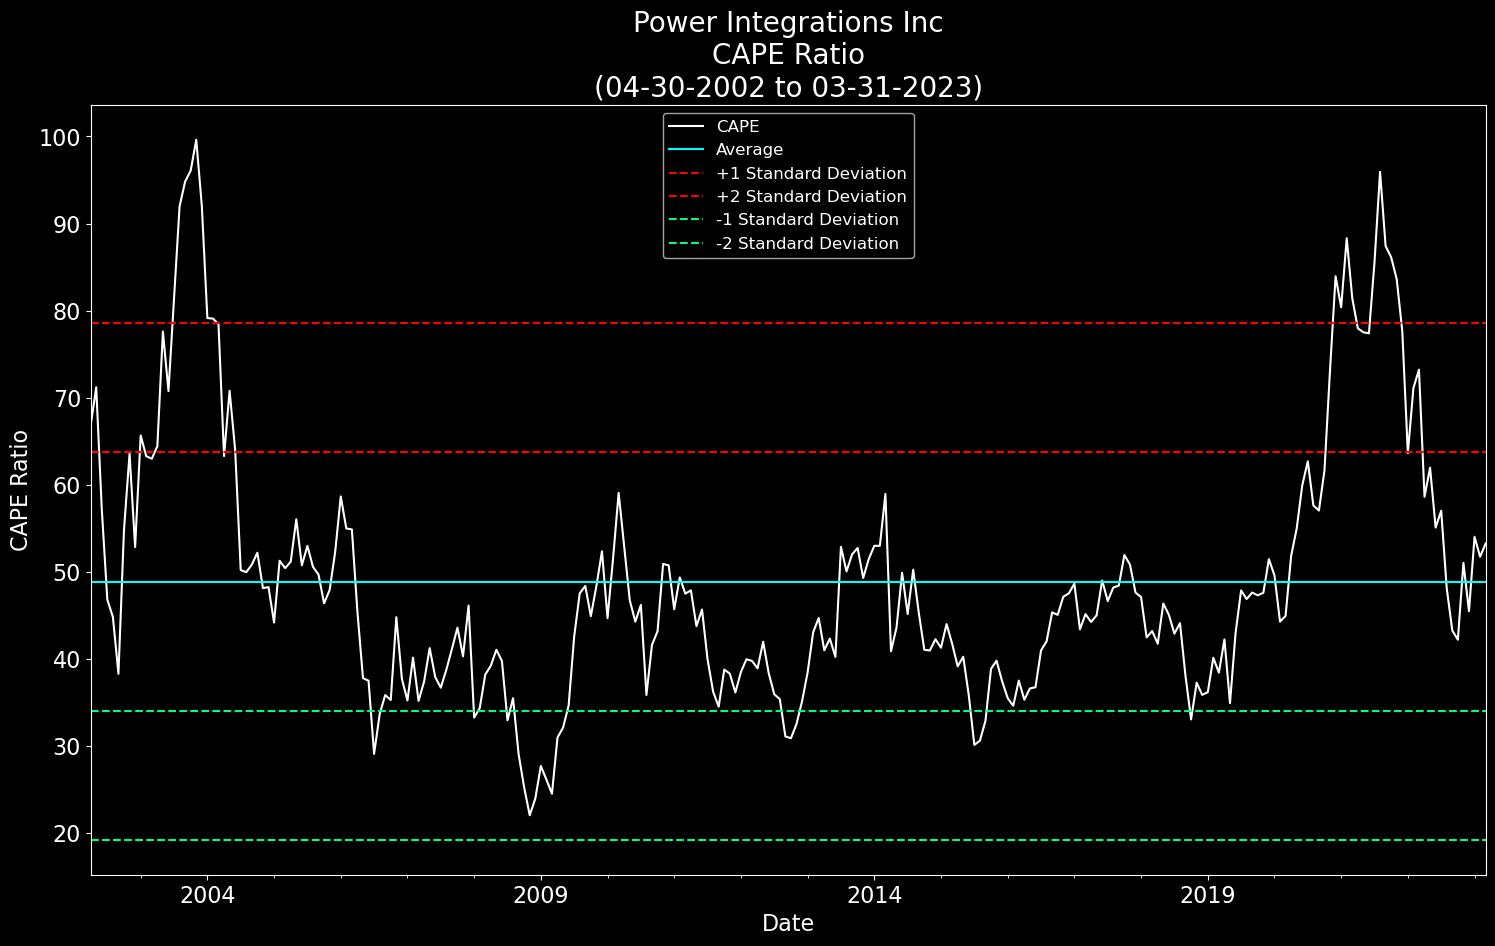 Power Integrations Inc
CAPE Ratio
(04-30-2002 to 03-31-2023)
CAPE
Average
+1 Standard Deviation
+2 Standard Deviation
-1 Standard Deviation
-2 Standard Deviation
CAPE Ratio
100
90
80
70
60
50
40
30
20
2004
2009
2014
2019
Date